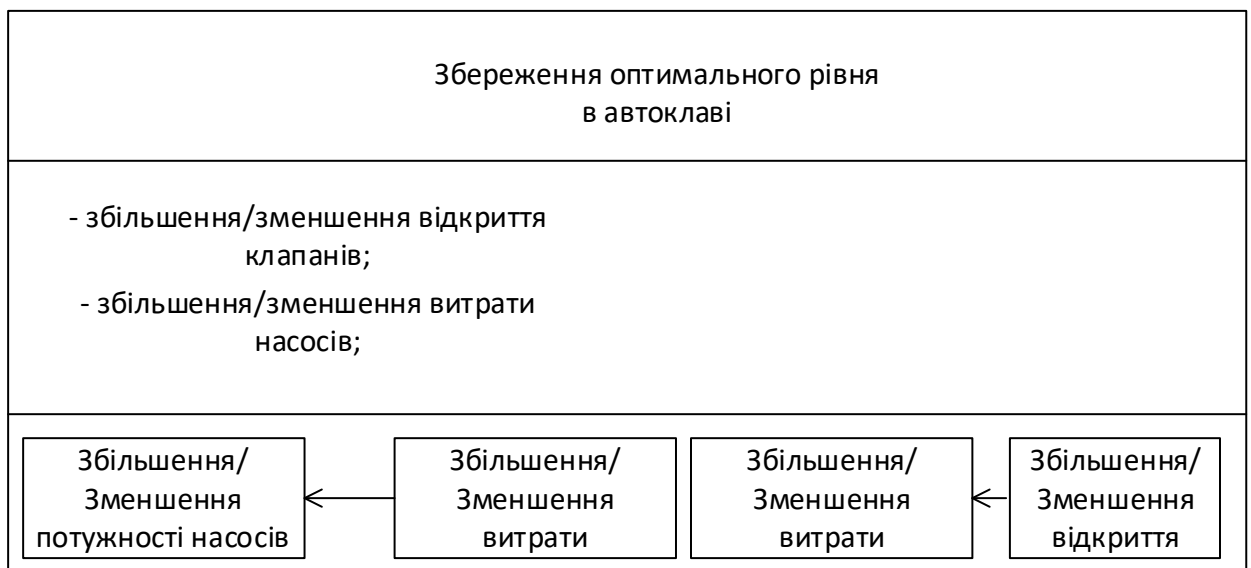 Збереження оптимального рівня
в автоклаві
- збільшення/зменшення відкриття
клапанів;
- збільшення/зменшення витрати
насосів;
Збільшення/
Зменшення
потужності насосів
Збільшення/
Зменшення
витрати
Збільшення/
Зменшення
витрати
Збільшення/
Зменшення
відкриття